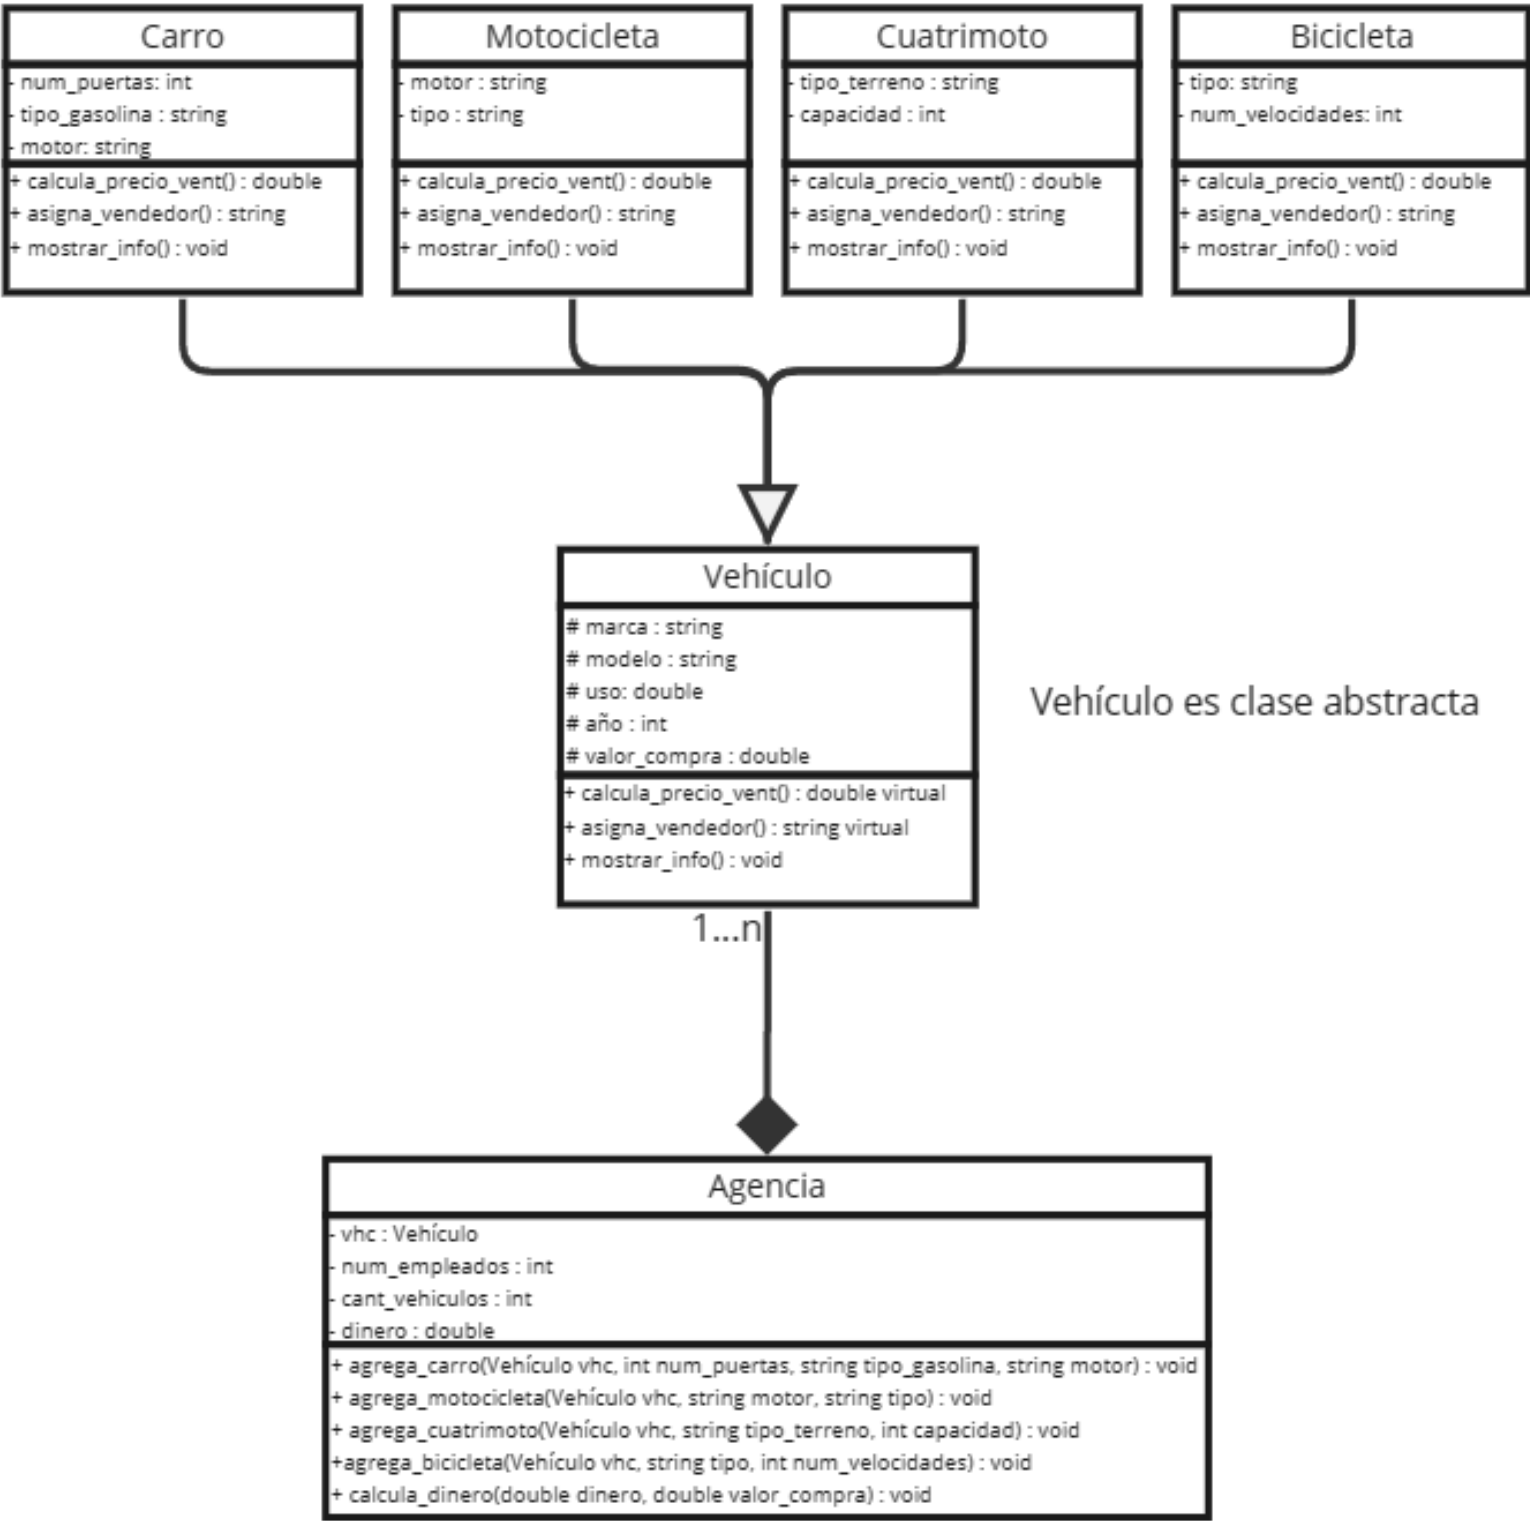 Carro
- num_puertas: int
- tipo_gasolina : string
- motor: string
+ calcula_precio_vent() : double
+ asigna_vendedor() : string
+ mostrar_info() : void
Motocicleta
- motor : string
- tipo : string
+ calcula_precio_vent() : double
+ asigna_vendedor() : string
+ mostrar_info() : void
Cuatrimoto
- tipo_terreno : string
- capacidad : int
+ calcula_precio_vent() : double
+ asigna_vendedor() : string
+ mostrar_info() : void
Bicicleta
- tipo: string
- num_velocidades: int
+ calcula_precio_vent() : double
+ asigna_vendedor() : string
+ mostrar_info() : void
Vehículo
# marca : string
# modelo : string
# uso: double
# año : int
# valor_compra : double
+ calcula_precio_vent() : double virtual
+ asigna_vendedor() : string virtual
+ mostrar_info() : void
Vehículo es clase abstracta
1...n
Agencia
- vhc : Vehículo
- num_empleados : int
- cant_vehiculos : int
- dinero : double
+ agrega_carro(Vehículo vhc, int num_puertas, string tipo_gasolina, string motor) : void
+ agrega_motocicleta(Vehículo vhc, string motor, string tipo) : void
+ agrega_cuatrimoto(Vehículo vhc, string tipo_terreno, int capacidad) : void
+agrega_bicicleta(Vehículo vhc, string tipo, int num_velocidades) : void
+ calcula_dinero(double dinero, double valor_compra) : void